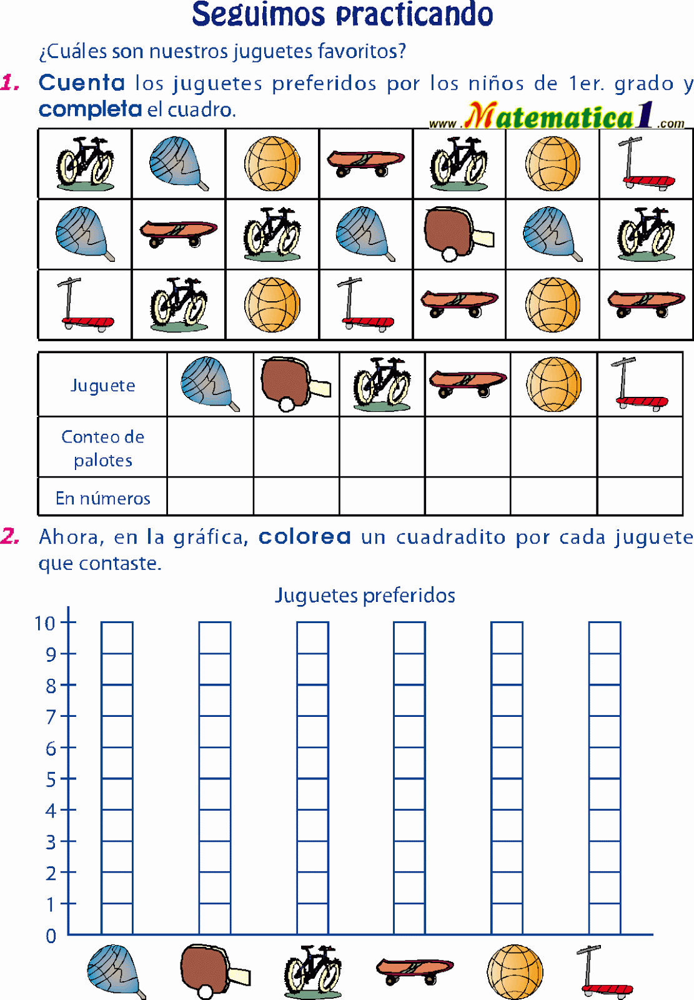 Seguimos practicando
¿Cuáles son nuestros juguetes favoritos?
1. Cuenta los juguetes preferidos por los niños de 1er. grado y
completa el cuadro.
www.Matematica1.com
Juguete
Conteo de
palotes
En números
2. Ahora, en la gráfica, colorea un cuadradito por cada juguete
que contaste.
Juguetes preferidos
10
9
8
7
6
5
4
3
2
1
0